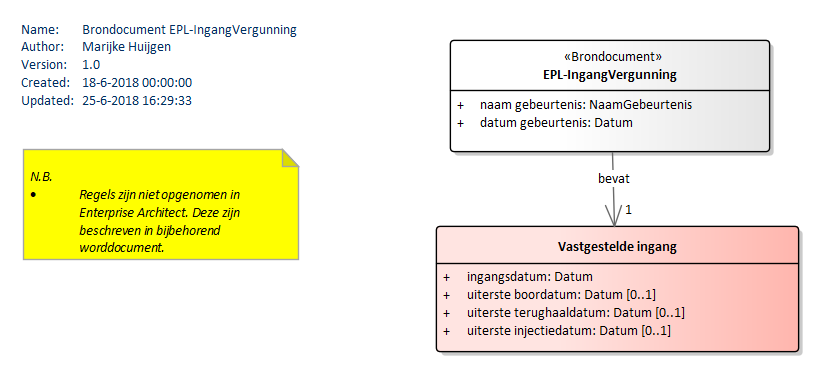 Name: Brondocument EPL-IngangVergunning
Author: Marijke Huijgen
Version: 1.0
Created: 18-6-2018 00:00:00
Updated: 25-6-2018 16:29:33
N.B.
• Regels zijn niet opgenomen in
Enterprise Architect. Deze zijn
beschreven in bijbehorend
worddocument.
«Brondocument»
EPL-IngangVergunning
+ naam gebeurtenis: NaamGebeurtenis
+ datum gebeurtenis: Datum
bevat
1
Vastgestelde ingang
+ ingangsdatum: Datum
+ uiterste boordatum: Datum [0..1]
+ uiterste terughaaldatum: Datum [0..1]
+ uiterste injectiedatum: Datum [0..1]